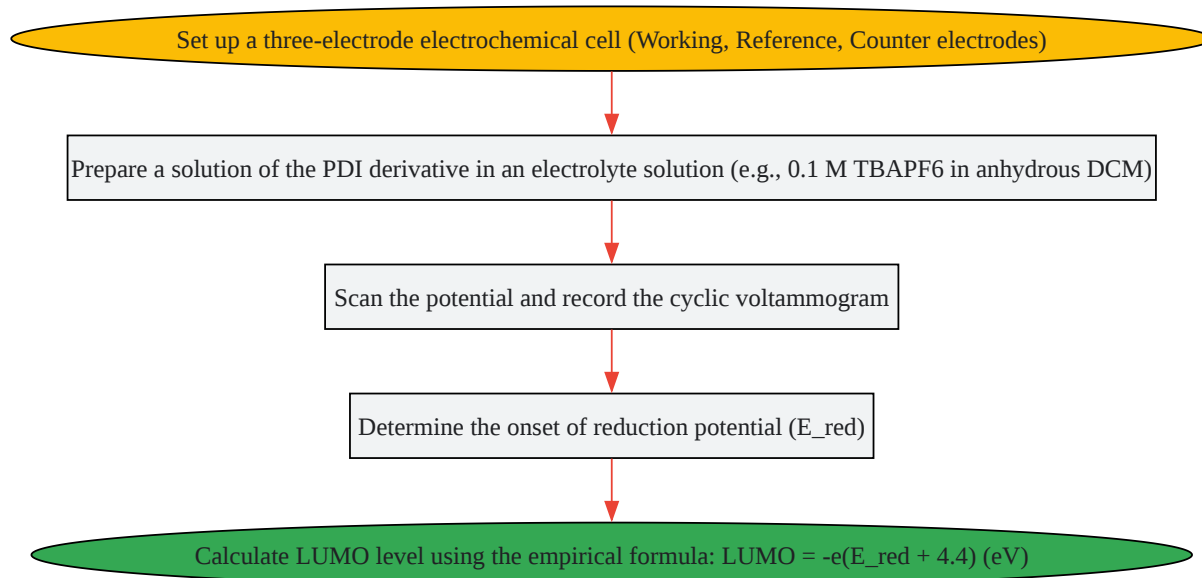 Set up a three-electrode electrochemical cell (Working, Reference, Counter electrodes)
Prepare a solution of the PDI derivative in an electrolyte solution (e.g., 0.1 M TBAPF6 in anhydrous DCM)
Scan the potential and record the cyclic voltammogram
Determine the onset of reduction potential (E_red)
Calculate LUMO level using the empirical formula: LUMO = -e(E_red + 4.4) (eV)